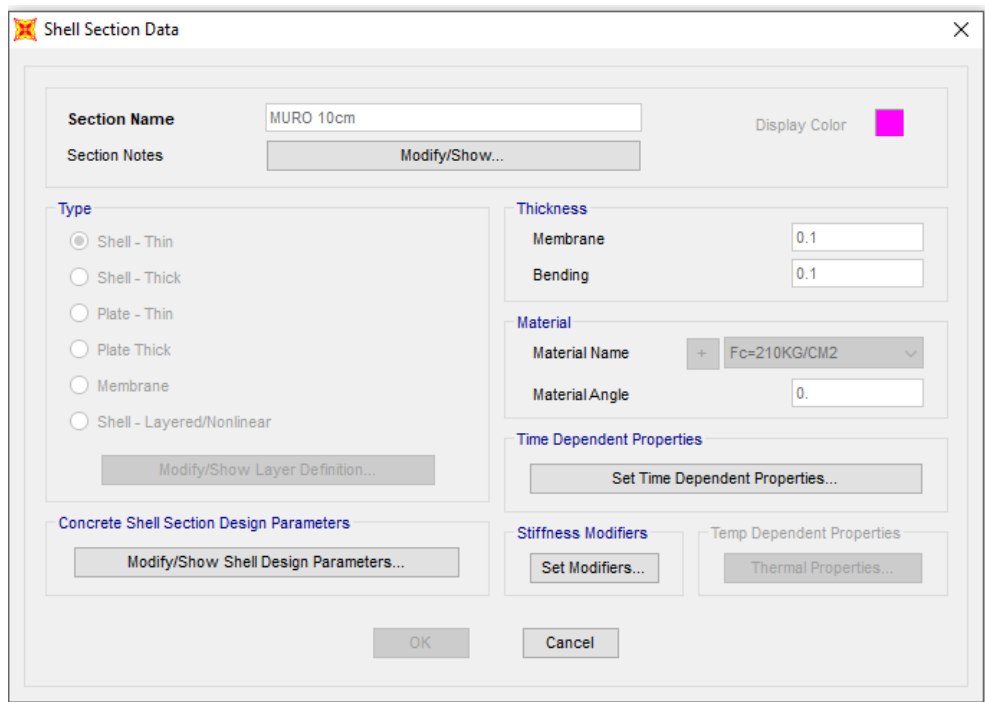 Shell Section Data
Section Name MURO 10cm Display Color
Section Notes Modify/Show...
Type
Shell - Thin
Shell - Thick
Plate - Thin
Plate Thick
Membrane
Shell - Layered/Nonlinear
Modify/Show Layer Definition...
Concrete Shell Section Design Parameters
Modify/Show Shell Design Parameters...
Thickness
Membrane 0.1
Bending 0.1
Material
Material Name + Fc=210KG/CM2
Material Angle 0.
Time Dependent Properties
Set Time Dependent Properties...
Stiffness Modifiers
Set Modifiers...
Temp Dependent Properties
Thermal Properties...
OK Cancel